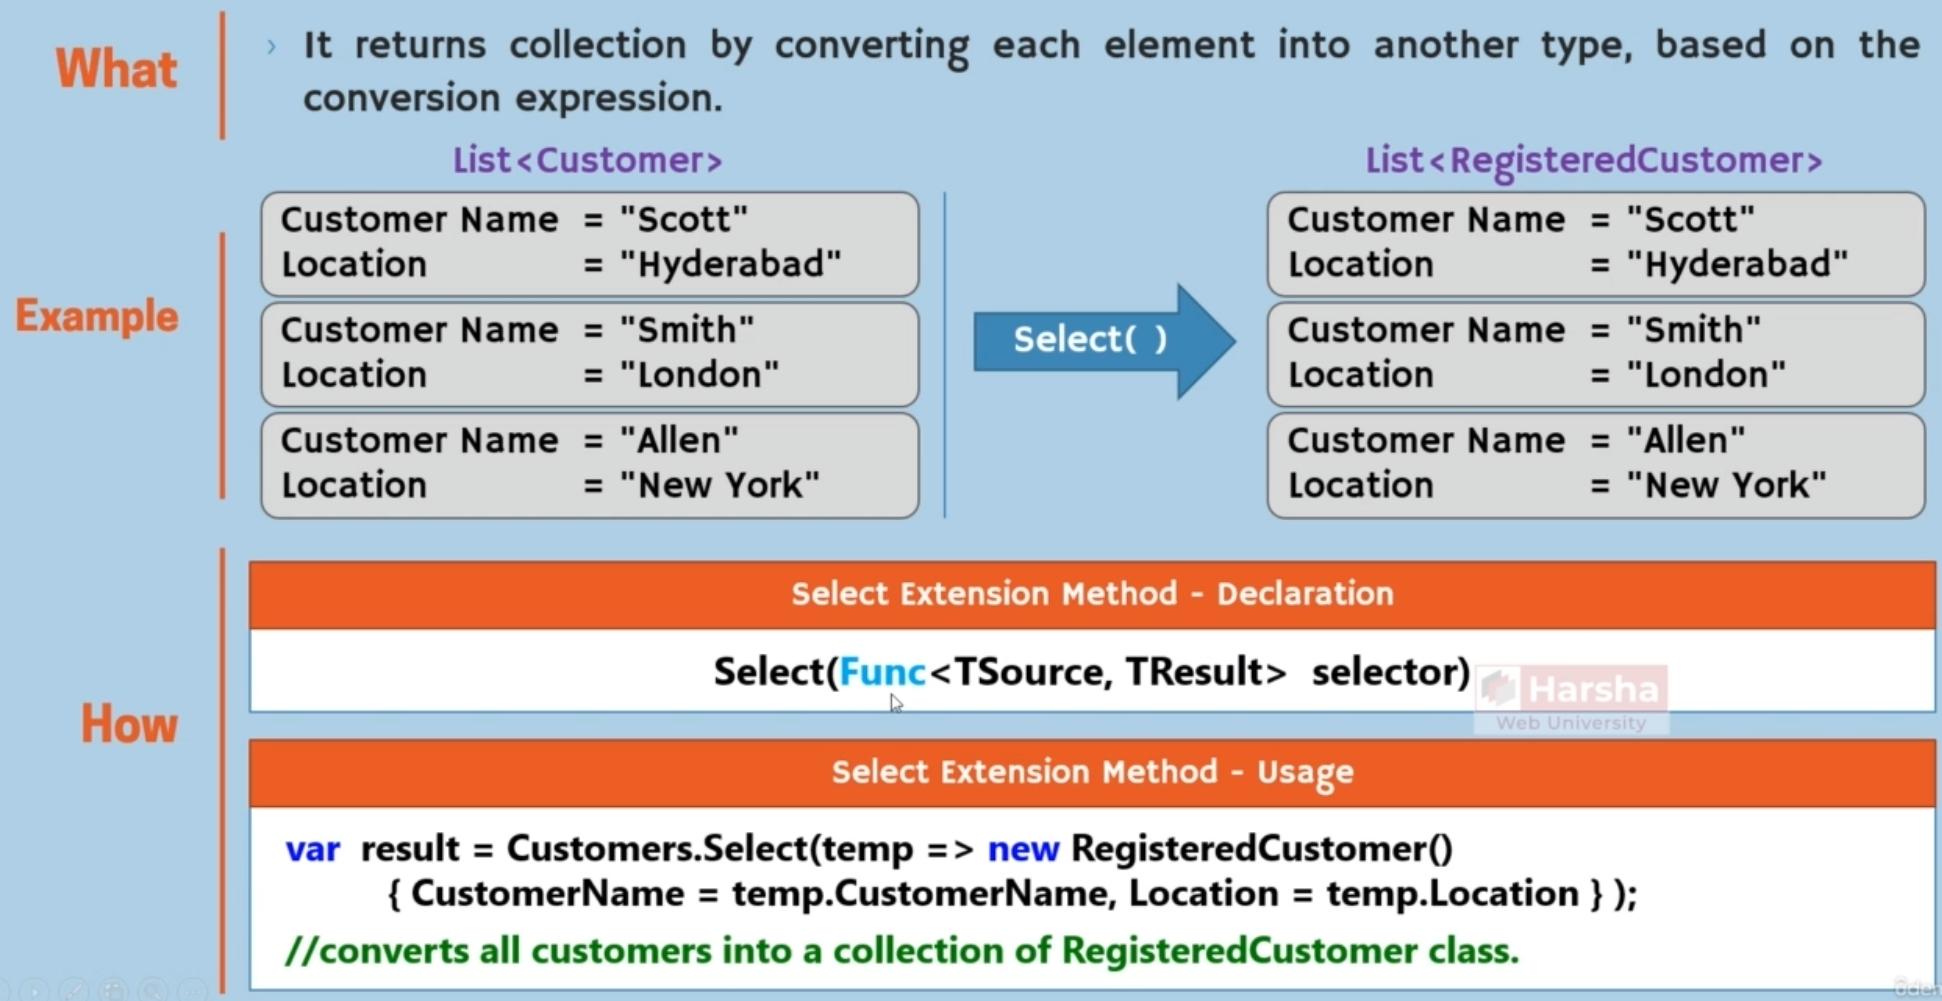 What
› It returns collection by converting each element into another type, based on the
conversion expression.
List<Customer>
List<RegisteredCustomer>
Example
Customer Name = "Scott"
Location = "Hyderabad"
Customer Name = "Smith"
Location = "London"
Customer Name = "Allen"
Location = "New York"
Select( )
Customer Name = "Scott"
Location = "Hyderabad"
Customer Name = "Smith"
Location = "London"
Customer Name = "Allen"
Location = "New York"
How
Select Extension Method - Declaration
Select(Func<TSource, TResult> selector)
Harsha
Web University
Select Extension Method - Usage
var result = Customers.Select(temp => new RegisteredCustomer()
{ CustomerName = temp.CustomerName, Location = temp.Location } );
//converts all customers into a collection of RegisteredCustomer class.